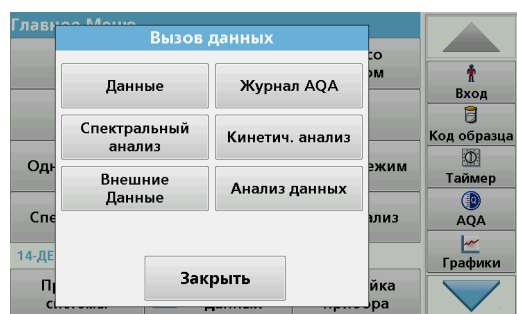 Главное Меню
Вызов данных
Данные
Журнал AQA
Спектральный
анализ
Кинетич. анализ
Внешние
Данные
Анализ данных
Закрыть
Вход
Код образца
Таймер
AQA
Графики
14-ДЕ